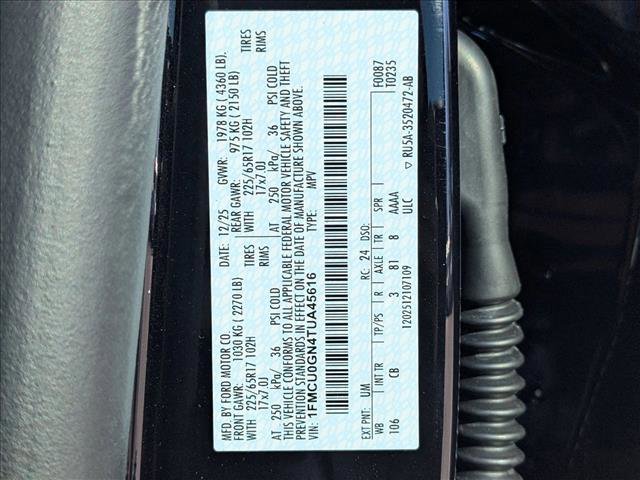 MFD. BY FORD MOTOR CO.
DATE: 12/25 GVWR: 1978 KG ( 4360 LB)
FRONT GAWR: 1030 KG ( 2270 LB) REAR GAWR: 975 KG ( 2150 LB)
WITH 225/65R17 102H TIRES WITH 225/65R17 102H TIRES
17x7.0J RIMS 17x7.0J RIMS
AT 250 kPa/ 36 PSI COLD AT 250 kPa/ 36 PSI COLD
THIS VEHICLE CONFORMS TO ALL APPLICABLE FEDERAL MOTOR VEHICLE SAFETY AND THEFT
PREVENTION STANDARDS IN EFFECT ON THE DATE OF MANUFACTURE SHOWN ABOVE.
VIN: 1FMCU0GN4TUA45616 TYPE: MPV
F0087
T0235
EXT PNT: UM RC: 24 DSO:
WB INT TR TP/PS R AXLE TR SPR
106 CB 3 81 8 AAAA
ULC
1202512107109
▽ RU5A-3520472-AB